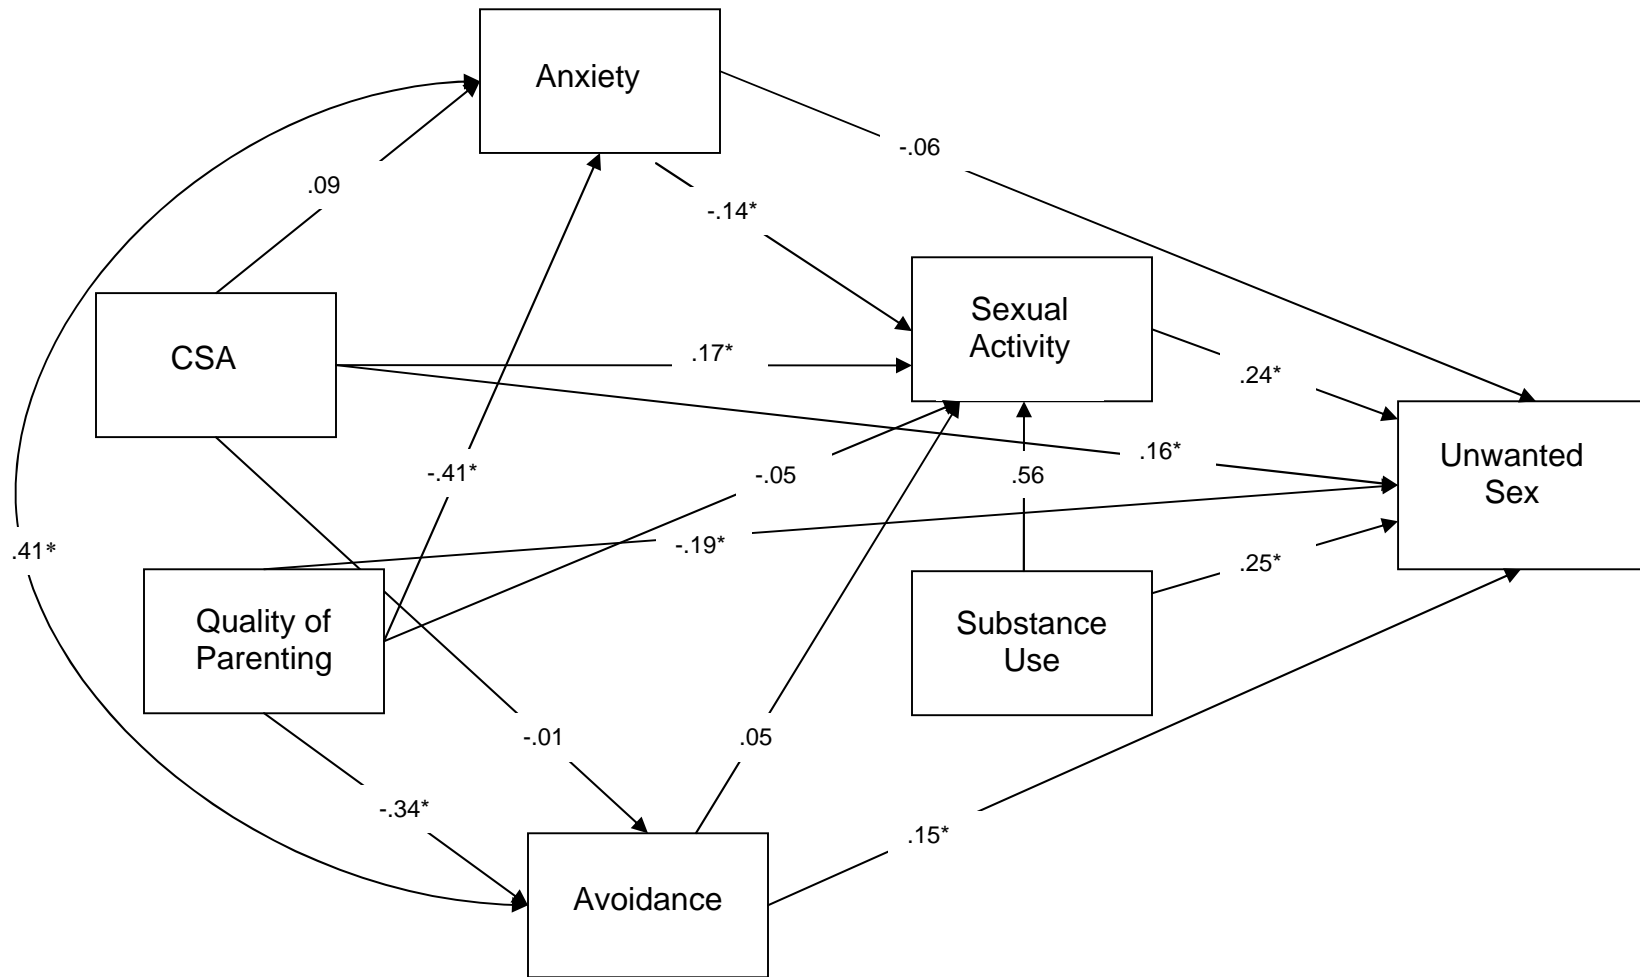 Anxiety
-.06
.09
-.14*
Sexual
Activity
CSA
.17*
.24*
.16*
Unwanted
Sex
-.41*
-.05
.56
.41*
-.19*
.25*
Quality of
Parenting
Substance
Use
-.01
.05
-.34*
.15*
Avoidance